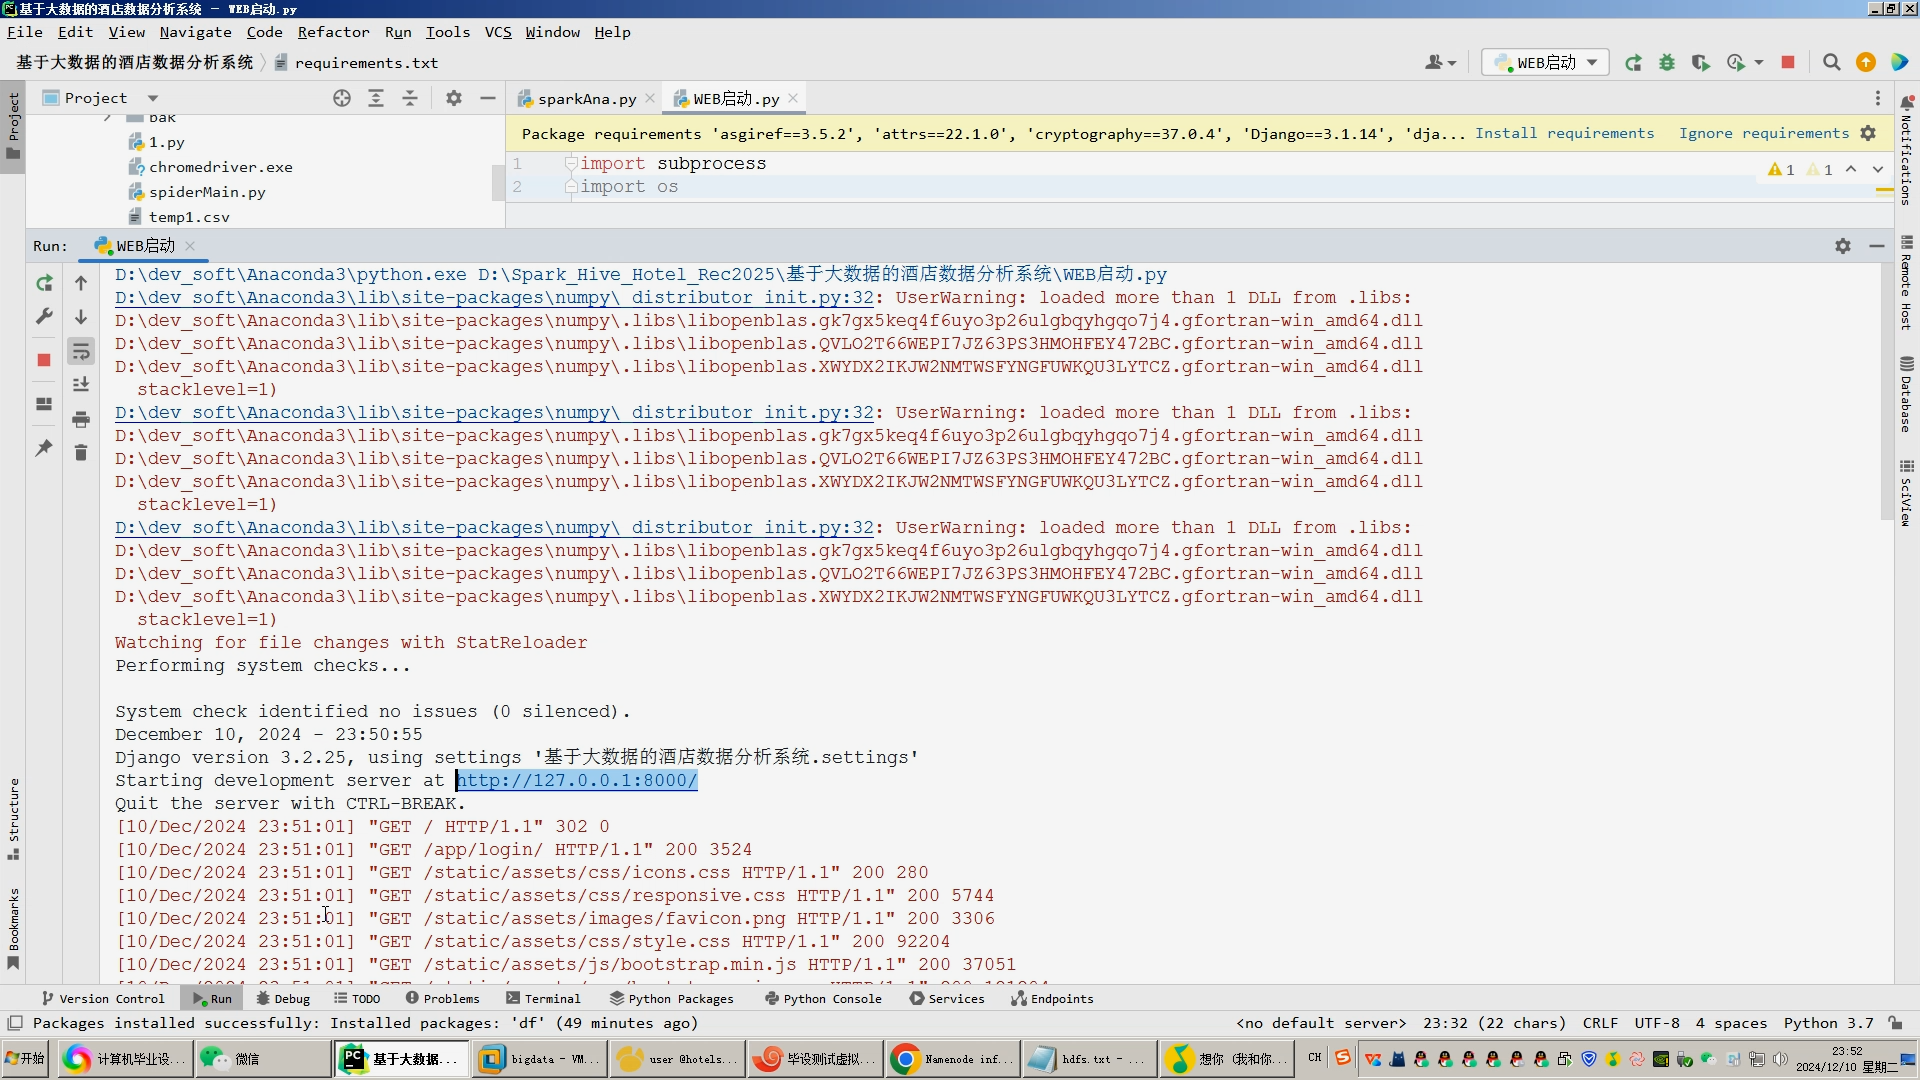 基于大数据的酒店数据分析系统 - WEB启动.py
File Edit View Navigate Code Refactor Run Tools VCS Window Help
基于大数据的酒店数据分析系统 requirements.txt WEB启动
Project sparkAna.py WEB启动.py
bak
1.py
chromedriver.exe
spiderMain.py
temp1.csv
Package requirements 'asgiref==3.5.2', 'attrs==22.1.0', 'cryptography==37.0.4', 'Django==3.1.14', 'dja... Install requirements Ignore requirements
1 import subprocess
2 import os
1 1
Run: WEB启动
D:\dev_soft\Anaconda3\python.exe D:\Spark_Hive_Hotel_Rec2025\基于大数据的酒店数据分析系统\WEB启动.py
D:\dev_soft\Anaconda3\lib\site-packages\numpy\_distributor_init.py:32: UserWarning: loaded more than 1 DLL from .libs:
D:\dev_soft\Anaconda3\lib\site-packages\numpy\.libs\libopenblas.gk7gx5keq4f6uyo3p26ulgbqyhgqo7j4.gfortran-win_amd64.dll
D:\dev_soft\Anaconda3\lib\site-packages\numpy\.libs\libopenblas.QVLO2T66WEPI7JZ63PS3HMOHFEY472BC.gfortran-win_amd64.dll
D:\dev_soft\Anaconda3\lib\site-packages\numpy\.libs\libopenblas.XWYDX2IKJW2NMTWSFYNGFUWKQU3LYTCZ.gfortran-win_amd64.dll
stacklevel=1)
D:\dev_soft\Anaconda3\lib\site-packages\numpy\_distributor_init.py:32: UserWarning: loaded more than 1 DLL from .libs:
D:\dev_soft\Anaconda3\lib\site-packages\numpy\.libs\libopenblas.gk7gx5keq4f6uyo3p26ulgbqyhgqo7j4.gfortran-win_amd64.dll
D:\dev_soft\Anaconda3\lib\site-packages\numpy\.libs\libopenblas.QVLO2T66WEPI7JZ63PS3HMOHFEY472BC.gfortran-win_amd64.dll
D:\dev_soft\Anaconda3\lib\site-packages\numpy\.libs\libopenblas.XWYDX2IKJW2NMTWSFYNGFUWKQU3LYTCZ.gfortran-win_amd64.dll
stacklevel=1)
D:\dev_soft\Anaconda3\lib\site-packages\numpy\_distributor_init.py:32: UserWarning: loaded more than 1 DLL from .libs:
D:\dev_soft\Anaconda3\lib\site-packages\numpy\.libs\libopenblas.gk7gx5keq4f6uyo3p26ulgbqyhgqo7j4.gfortran-win_amd64.dll
D:\dev_soft\Anaconda3\lib\site-packages\numpy\.libs\libopenblas.QVLO2T66WEPI7JZ63PS3HMOHFEY472BC.gfortran-win_amd64.dll
D:\dev_soft\Anaconda3\lib\site-packages\numpy\.libs\libopenblas.XWYDX2IKJW2NMTWSFYNGFUWKQU3LYTCZ.gfortran-win_amd64.dll
stacklevel=1)
Watching for file changes with StatReloader
Performing system checks...
System check identified no issues (0 silenced).
December 10, 2024 - 23:50:55
Django version 3.2.25, using settings '基于大数据的酒店数据分析系统.settings'
Starting development server at http://127.0.0.1:8000/
Quit the server with CTRL-BREAK.
[10/Dec/2024 23:51:01] "GET / HTTP/1.1" 302 0
[10/Dec/2024 23:51:01] "GET /app/login/ HTTP/1.1" 200 3524
[10/Dec/2024 23:51:01] "GET /static/assets/css/icons.css HTTP/1.1" 200 280
[10/Dec/2024 23:51:01] "GET /static/assets/css/responsive.css HTTP/1.1" 200 5744
[10/Dec/2024 23:51:01] "GET /static/assets/images/favicon.png HTTP/1.1" 200 3306
[10/Dec/2024 23:51:01] "GET /static/assets/css/style.css HTTP/1.1" 200 92204
[10/Dec/2024 23:51:01] "GET /static/assets/js/bootstrap.min.js HTTP/1.1" 200 37051
Project
Structure
Bookmarks
Notifications
Remote Host
Database
SciView
Version Control Run Debug TODO Problems Terminal Python Packages Python Console Services Endpoints
Packages installed successfully: Installed packages: 'df' (49 minutes ago) <no default server> 23:32 (22 chars) CRLF UTF-8 4 spaces Python 3.7
开始 计算机毕业设... 微信 基于大数据... bigdata - VM... user @hotels... 毕设测试虚拟... Namenode inf... hdfs.txt - ... 想你 (我和你... CH 23:52
2024/12/10 星期二